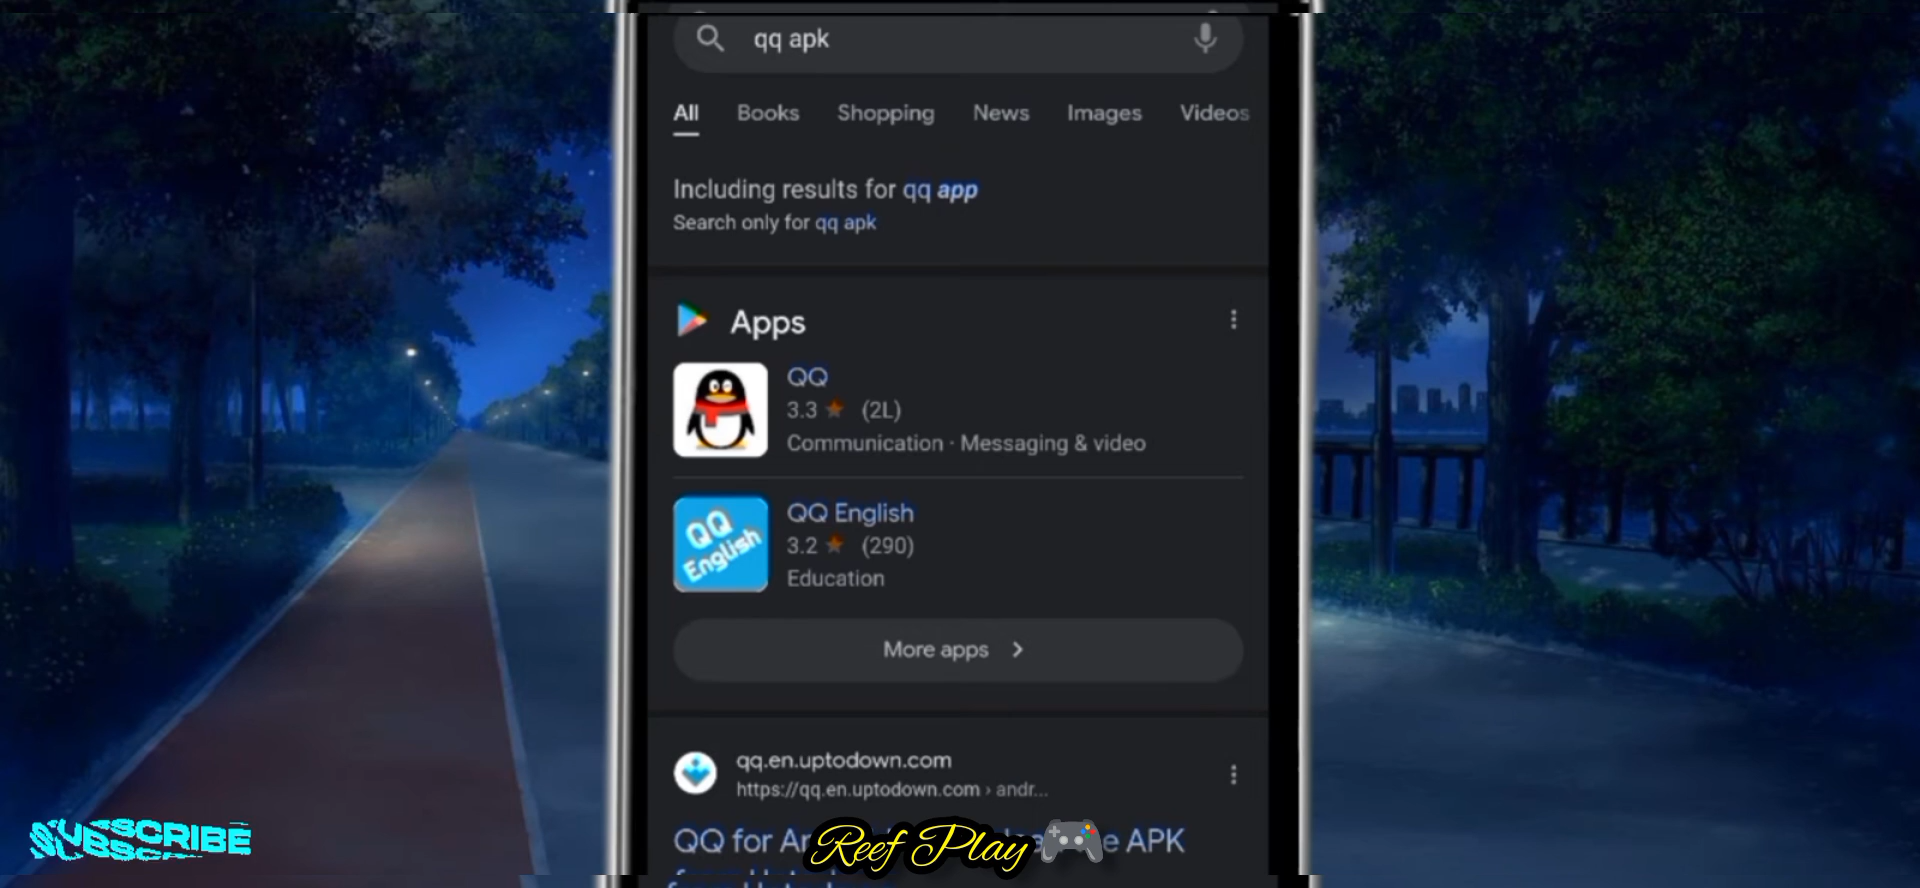 qq apk
All Books Shopping News Images Videos
Including results for qq app
Search only for qq apk
Apps
QQ
3.3 ★ (2L)
Communication · Messaging & video
QQ
English
QQ English
3.2 ★ (290)
Education
More apps
qq.en.uptodown.com
https://qq.en.uptodown.com › andr...
QQ for APK
Reef Play
SUBSCRIBE